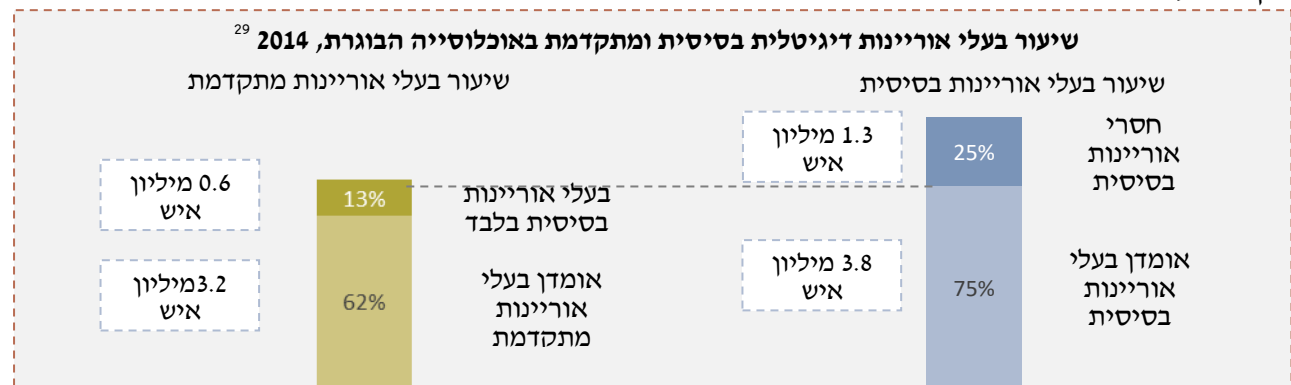 שיעור בעלי אוריינות דיגיטלית בסיסית ומתקדמת באוכלוסייה הבוגרת, 2014 29
שיעור בעלי אוריינות בסיסית
חסרי
אוריינות
בסיסית
25%
1.3 מיליון
איש
אומדן בעלי
אוריינות
בסיסית
75%
3.8 מיליון
איש
שיעור בעלי אוריינות מתקדמת
בעלי אוריינות
בסיסית בלבד
13%
0.6 מיליון
איש
אומדן בעלי
אוריינות
מתקדמת
62%
3.2מיליון
איש